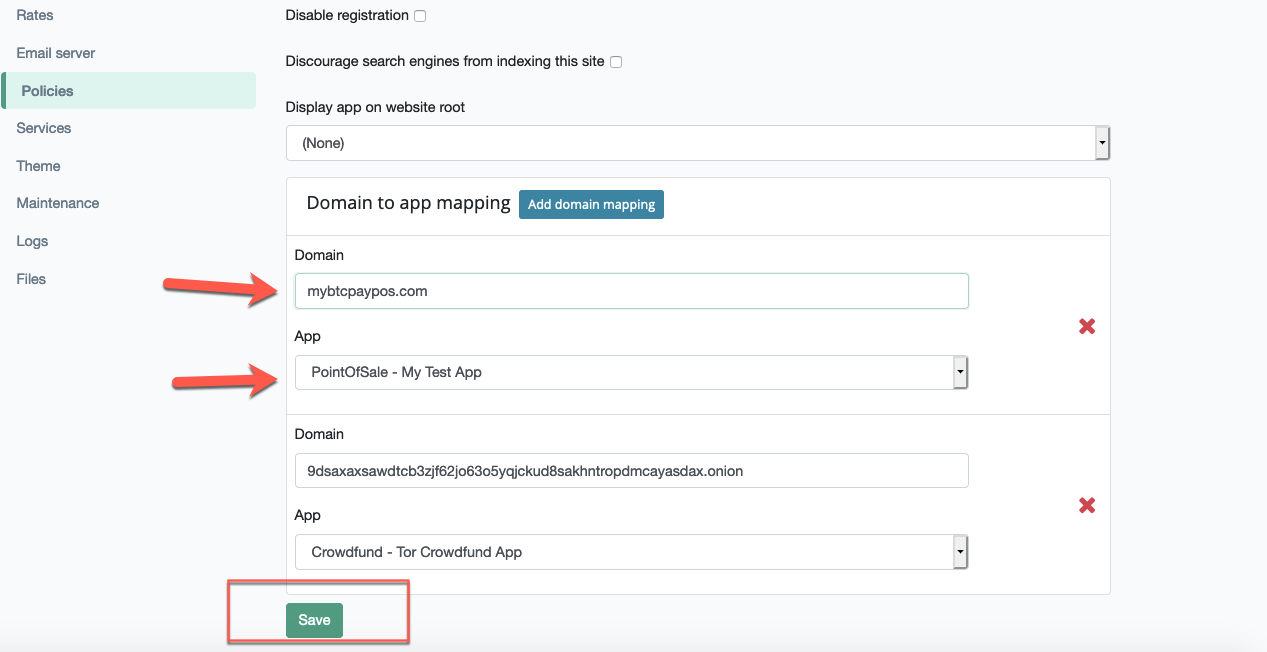 Rates
Email server
Policies
Services
Theme
Maintenance
Logs
Files
Disable registration
Discourage search engines from indexing this site
Display app on website root
(None)
Domain to app mapping Add domain mapping
Domain
mybtcpaypos.com
App
PointOfSale - My Test App
Domain
9dsaxaxsawdtcb3zjf62jo63o5yqjckud8sakhntropdmcayasdax.onion
App
Crowdfund - Tor Crowdfund App
Save